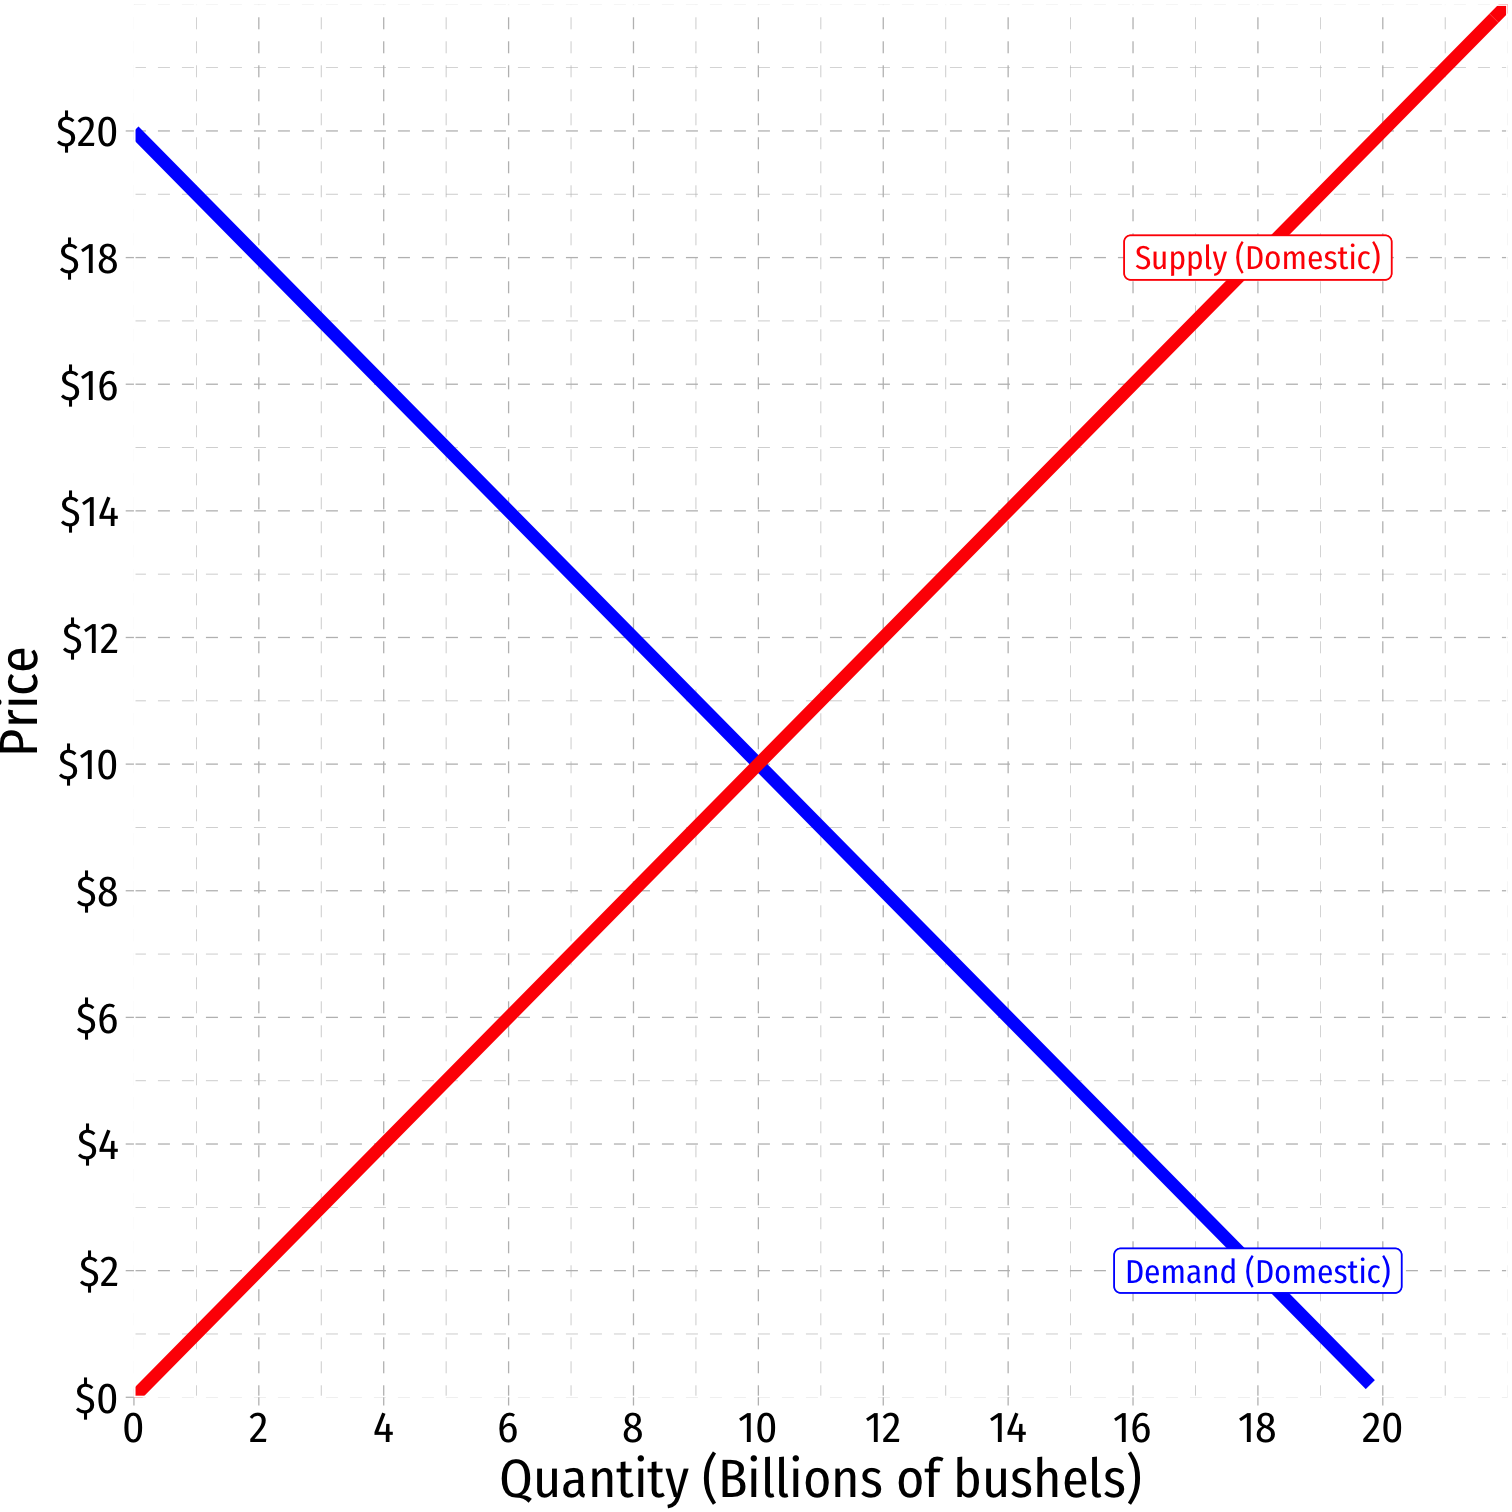 $20
$18
$16
$14
$12
$10
$8
$6
$4
$2
$0
Price
Supply (Domestic)
Demand (Domestic)
0 2 4 6 8 10 12 14 16 18 20
Quantity (Billions of bushels)